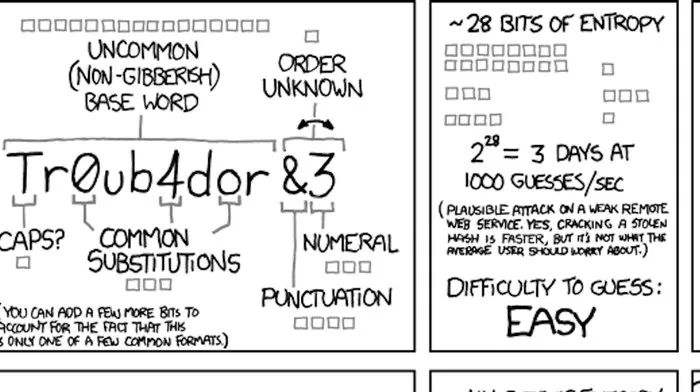 UNCOMMON
(NON-GIBBERISH)
BASE WORD
ORDER
UNKNOWN
Tr0ub4dor &3
CAPS?
COMMON
SUBSTITUTIONS
NUMERAL
PUNCTUATION
(YOU CAN ADD A FEW MORE BITS TO
ACCOUNT FOR THE FACT THAT THIS
IS ONLY ONE OF A FEW COMMON FORMATS.)
~28 BITS OF ENTROPY
2^28 = 3 DAYS AT
1000 GUESSES/SEC
(PLAUSIBLE ATTACK ON A WEAK REMOTE
WEB SERVICE. YES, CRACKING A STOLEN
HASH IS FASTER, BUT IT'S NOT WHAT THE
AVERAGE USER SHOULD WORRY ABOUT.)
DIFFICULTY TO GUESS:
EASY